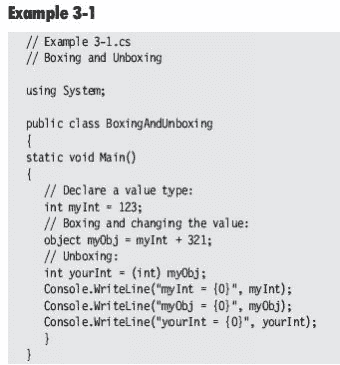 Example 3-1
// Example 3-1.cs
// Boxing and Unboxing
using System;
public class BoxingAndUnboxing
{
static void Main()
{
// Declare a value type:
int myInt = 123;
// Boxing and changing the value:
object myObj = myInt + 321;
// Unboxing:
int yourInt = (int) myObj;
Console.WriteLine("myInt = {0}", myInt);
Console.WriteLine("myObj = {0}", myObj);
Console.WriteLine("yourInt = {0}", yourInt);
}
}